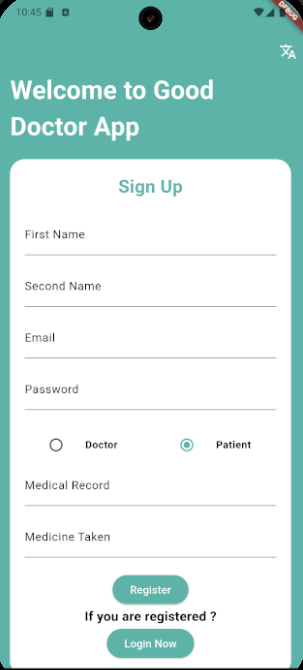 10:45
DEBUG
Welcome to Good
Doctor App
Sign Up
First Name
Second Name
Email
Password
Doctor
Patient
Medical Record
Medicine Taken
Register
If you are registered ?
Login Now